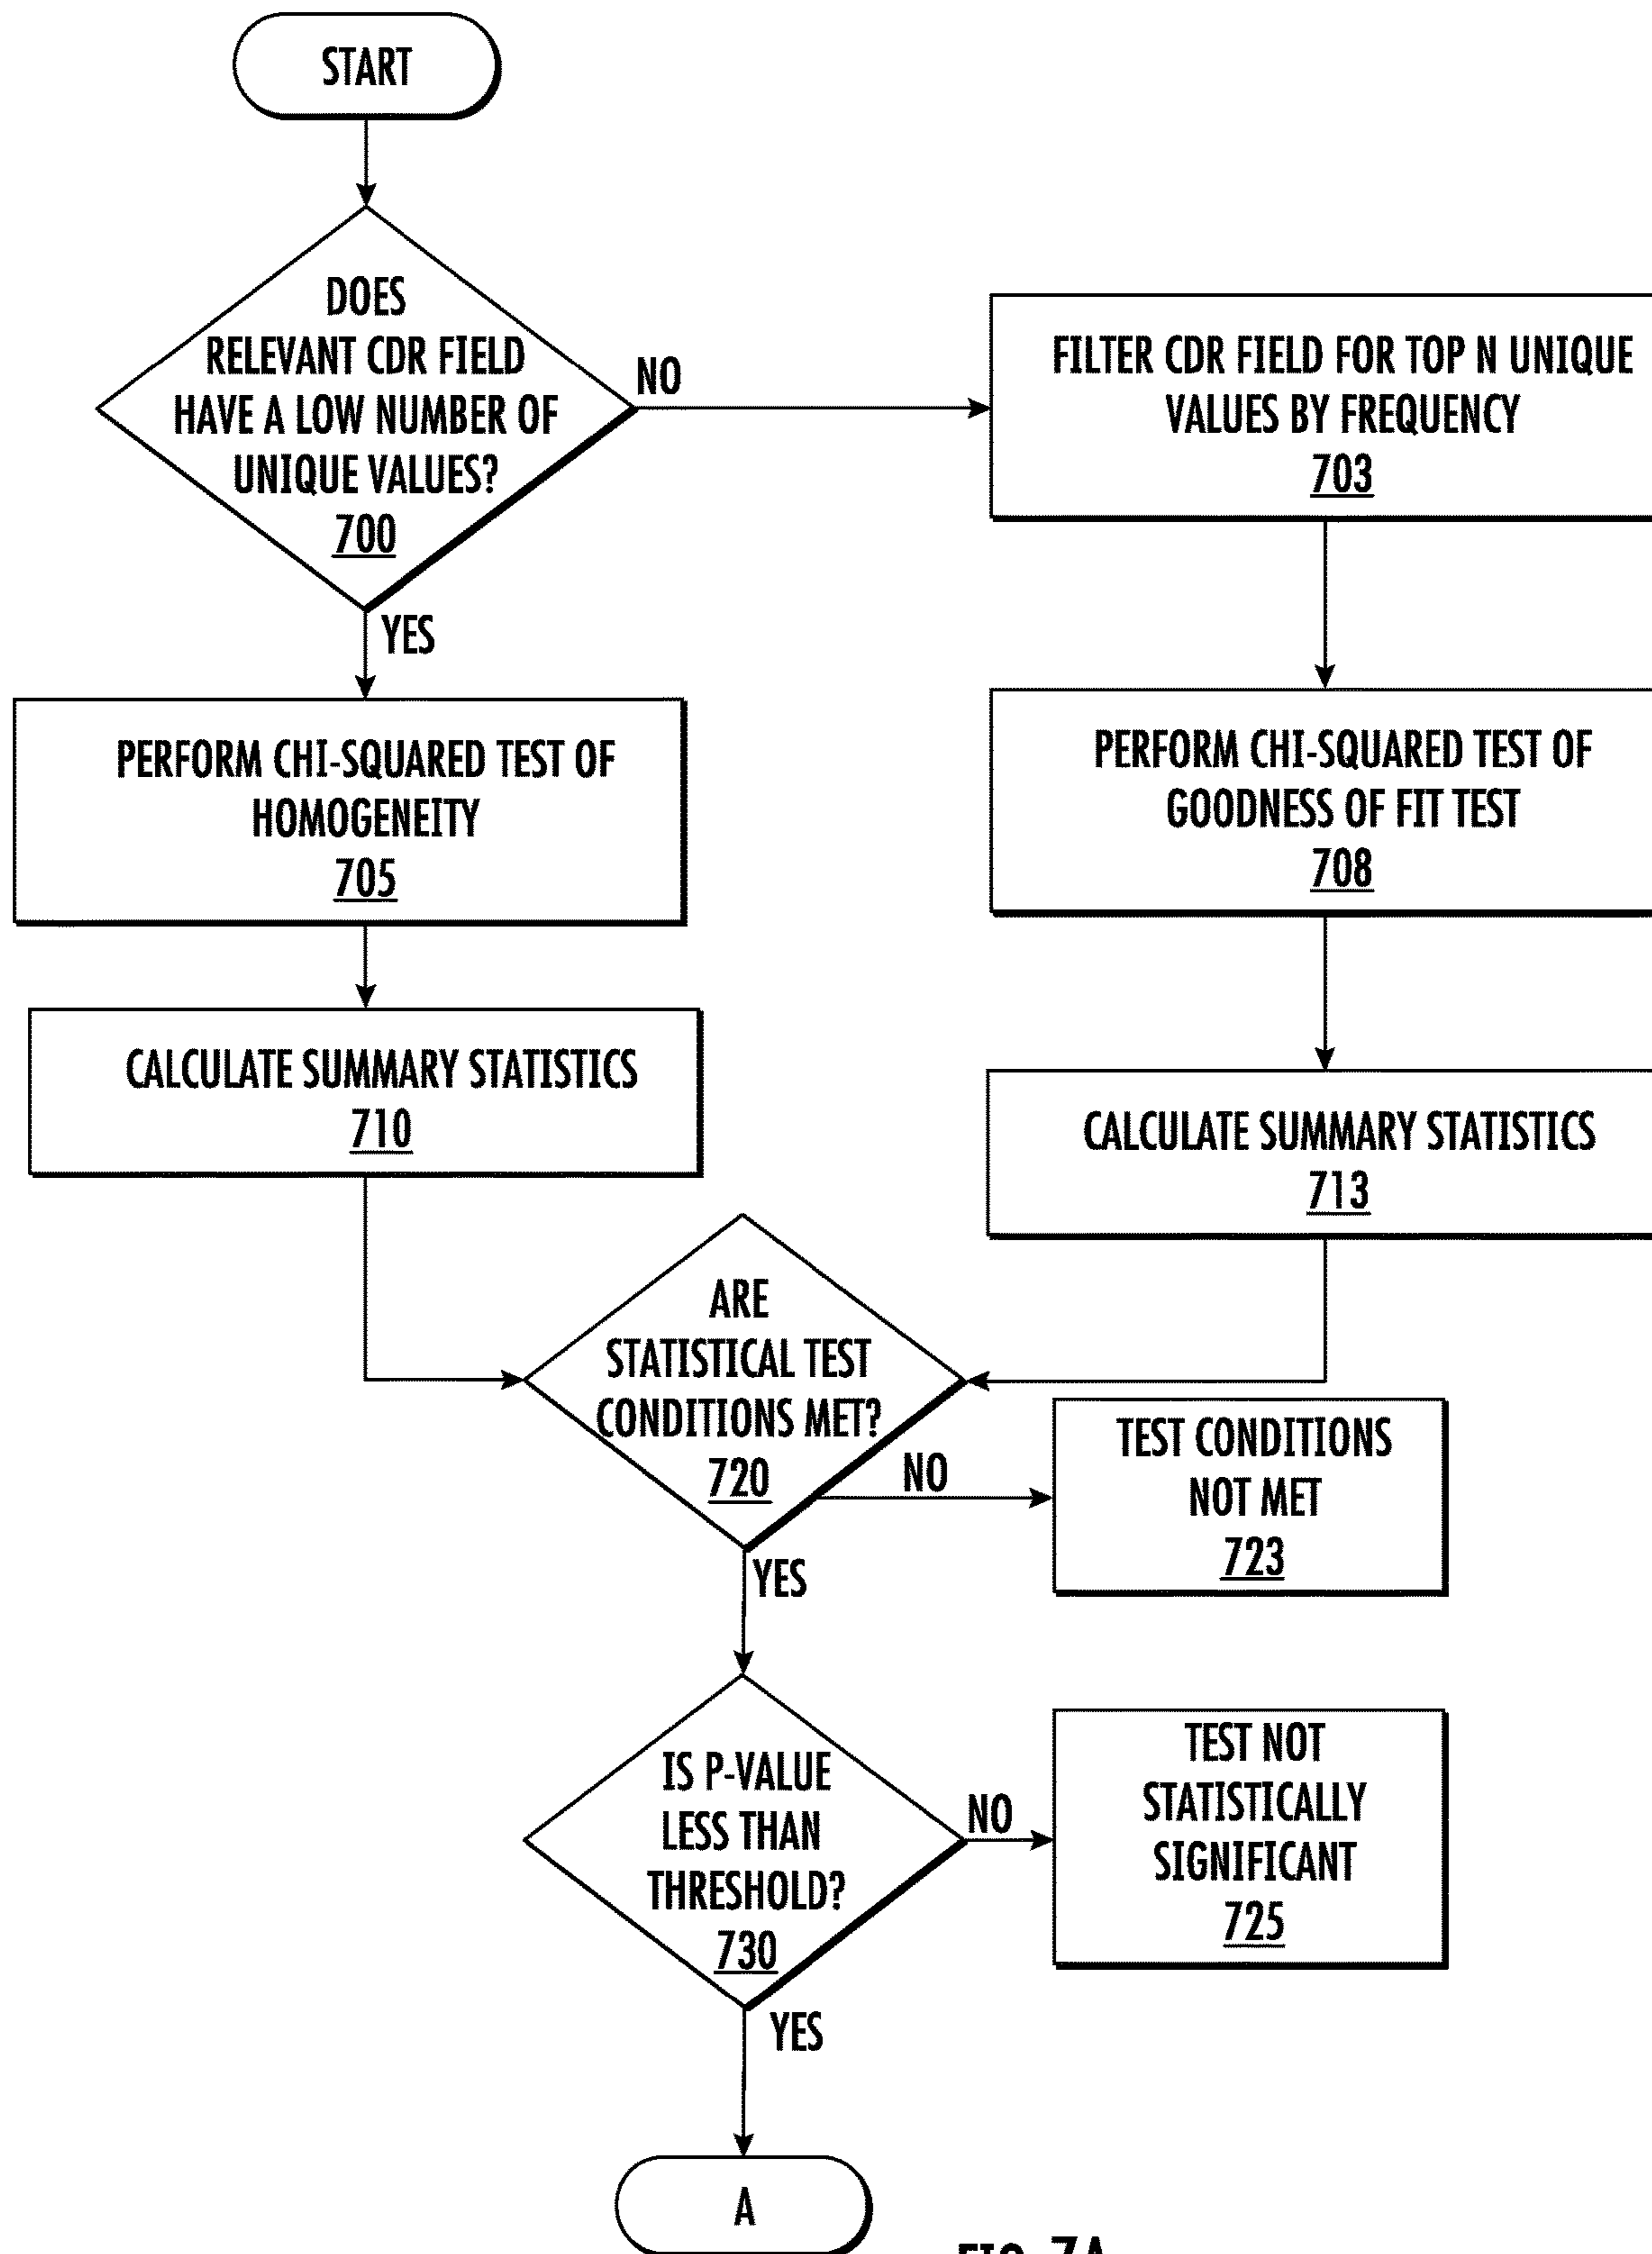 START
DOES
RELEVANT CDR FIELD
HAVE A LOW NUMBER OF
UNIQUE VALUES?
700
NO
FILTER CDR FIELD FOR TOP N UNIQUE
VALUES BY FREQUENCY
703
YES
PERFORM CHI-SQUARED TEST OF
HOMOGENEITY
705
PERFORM CHI-SQUARED TEST OF
GOODNESS OF FIT TEST
708
CALCULATE SUMMARY STATISTICS
710
CALCULATE SUMMARY STATISTICS
713
ARE
STATISTICAL TEST
CONDITIONS MET?
720
NO
TEST CONDITIONS
NOT MET
723
YES
IS P-VALUE
LESS THAN
THRESHOLD?
730
NO
TEST NOT
STATISTICALLY
SIGNIFICANT
725
YES
A
FIG. 7A